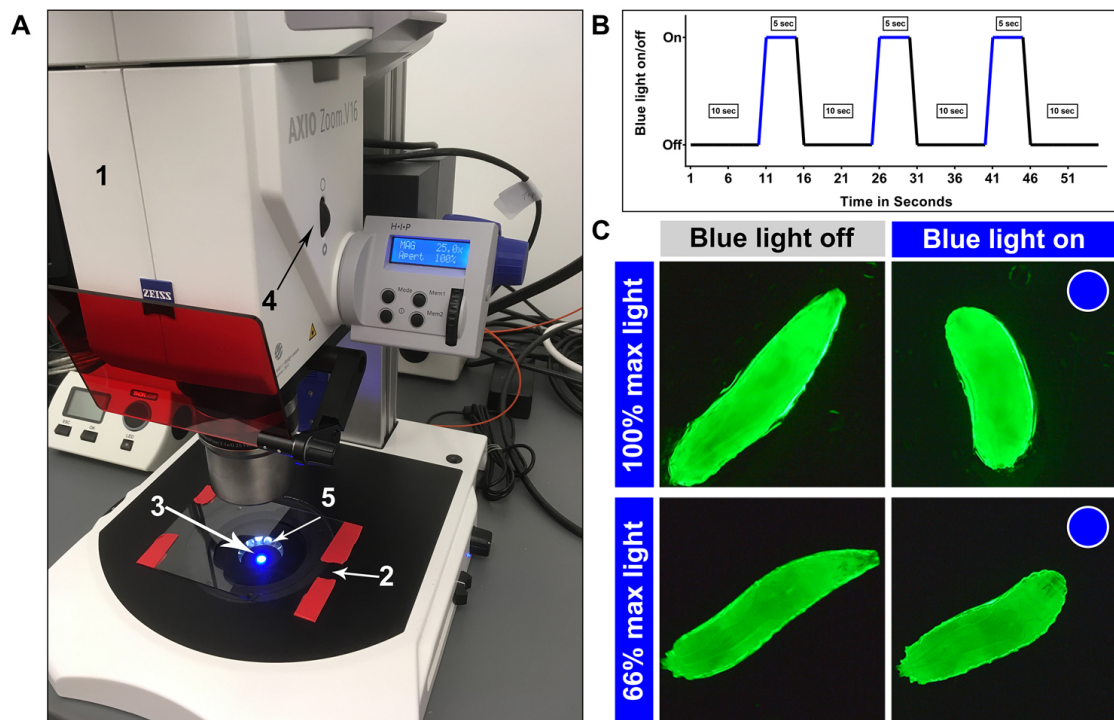 A
1
AXIO Zoom.V16
H·I·P
MAG 25.0x
Apert 100%
Mode
Mem1
Mem2
4
ZEISS
ESC
OK
LED
3
5
2
B
Blue light on/off
On
Off
5 sec
5 sec
5 sec
10 sec
10 sec
10 sec
10 sec
1 6 11 16 21 26 31 36 41 46 51
Time in Seconds
C
Blue light off
Blue light on
100% max light
66% max light